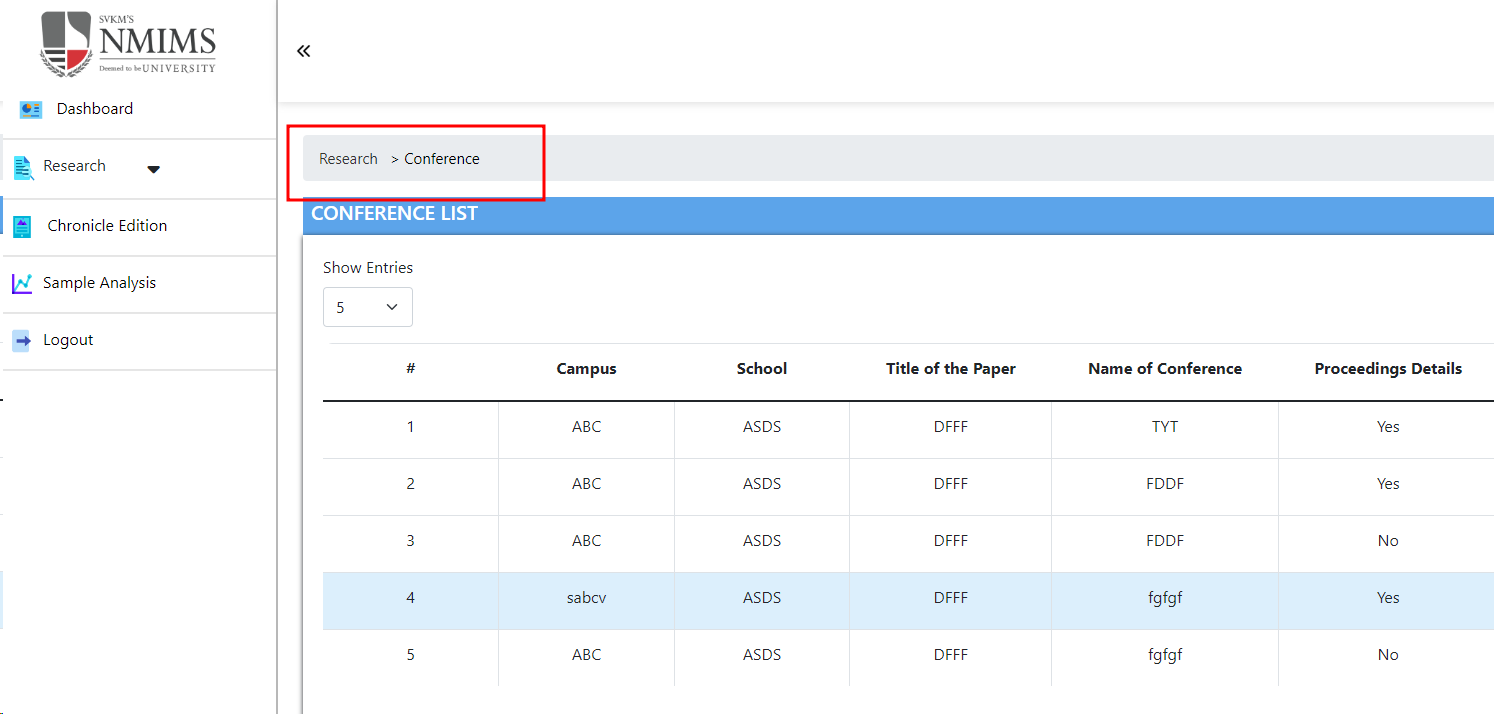 SVKM'S
NMIMS
Deemed to be UNIVERSITY
Dashboard
Research
Chronicle Edition
Sample Analysis
Logout
Research > Conference
CONFERENCE LIST
Show Entries
5
# Campus School Title of the Paper Name of Conference Proceedings Details
1 ABC ASDS DFFF TYT Yes
2 ABC ASDS DFFF FDDF Yes
3 ABC ASDS DFFF FDDF No
4 sabcv ASDS DFFF fgfgf Yes
5 ABC ASDS DFFF fgfgf No